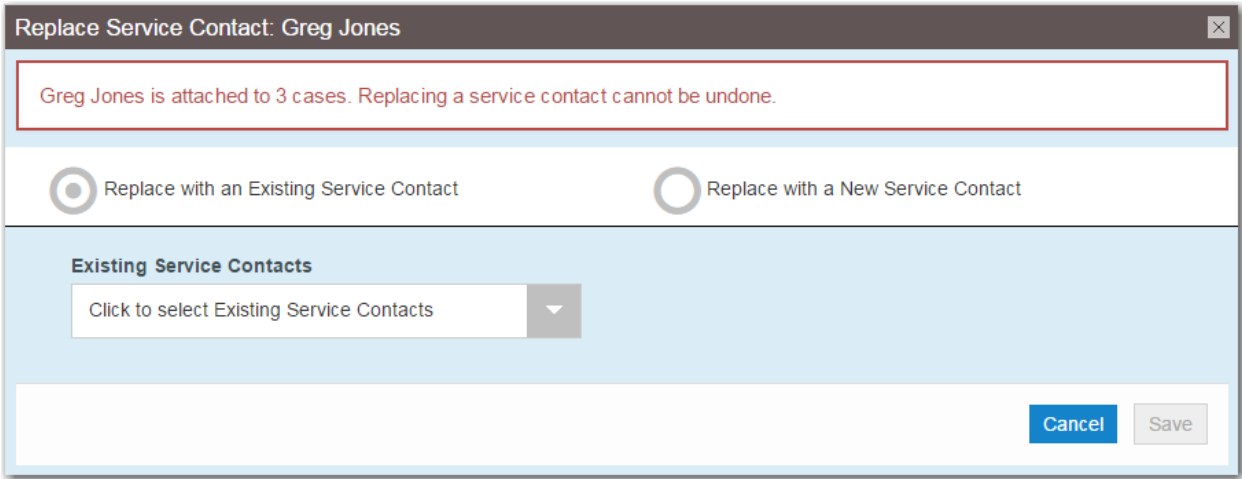 Replace Service Contact: Greg Jones
Greg Jones is attached to 3 cases. Replacing a service contact cannot be undone.
Replace with an Existing Service Contact
Replace with a New Service Contact
Existing Service Contacts
Click to select Existing Service Contacts
Cancel
Save